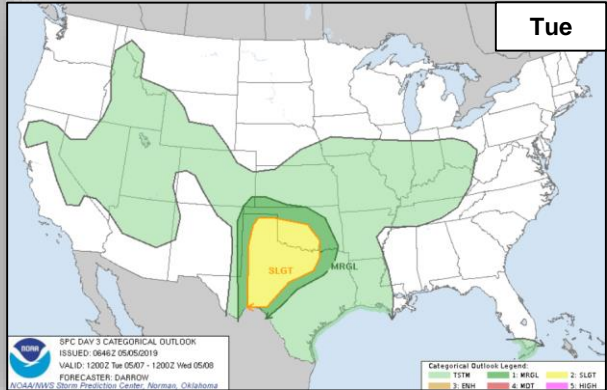 Tue
SLGT
MRGL
NOAA
SPC DAY 3 CATEGORICAL OUTLOOK
ISSUED: 0646Z 05/05/2019
VALID: 1200Z Tue 05/07 - 1200Z Wed 05/08
FORECASTER: DARROW
NOAA/NWS Storm Prediction Center, Norman, Oklahoma
Categorical Outlook Legend:
TSTM 1: MRGL 2: SLGT
3: ENH 4: MDT 5: HIGH